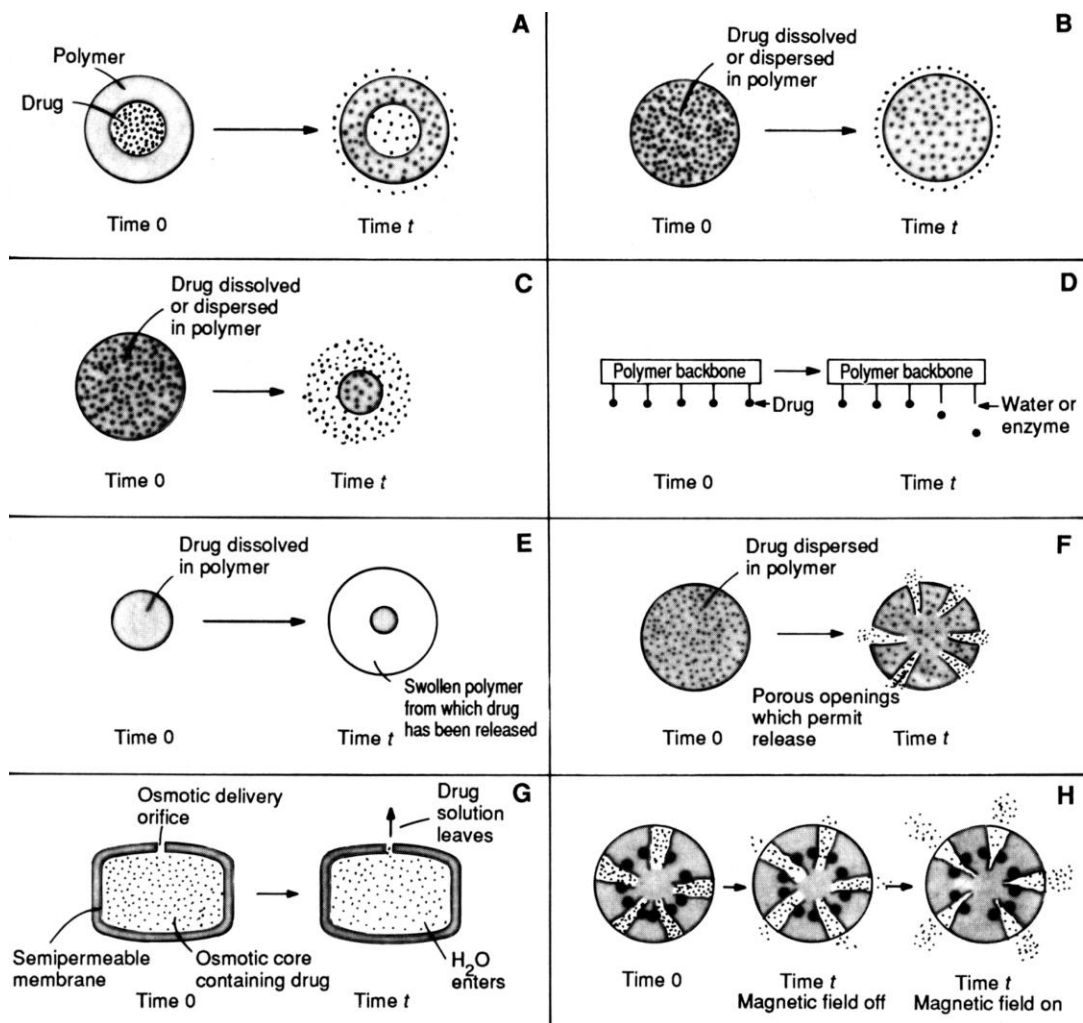 A
Polymer
Drug
Time 0
Time t
B
Drug dissolved
or dispersed
in polymer
Time 0
Time t
C
Drug dissolved
or dispersed
in polymer
Time 0
Time t
D
Polymer backbone
Polymer backbone
Drug
Water or
enzyme
Time 0
Time t
E
Drug dissolved
in polymer
Swollen polymer
from which drug
has been released
Time 0
Time t
F
Drug dispersed
in polymer
Porous openings
which permit
release
Time 0
Time t
G
Osmotic delivery
orifice
Drug
solution
leaves
Semipermeable
membrane
Osmotic core
containing drug
H2O
enters
Time 0
Time t
H
Time 0
Time t
Magnetic field off
Time t
Magnetic field on